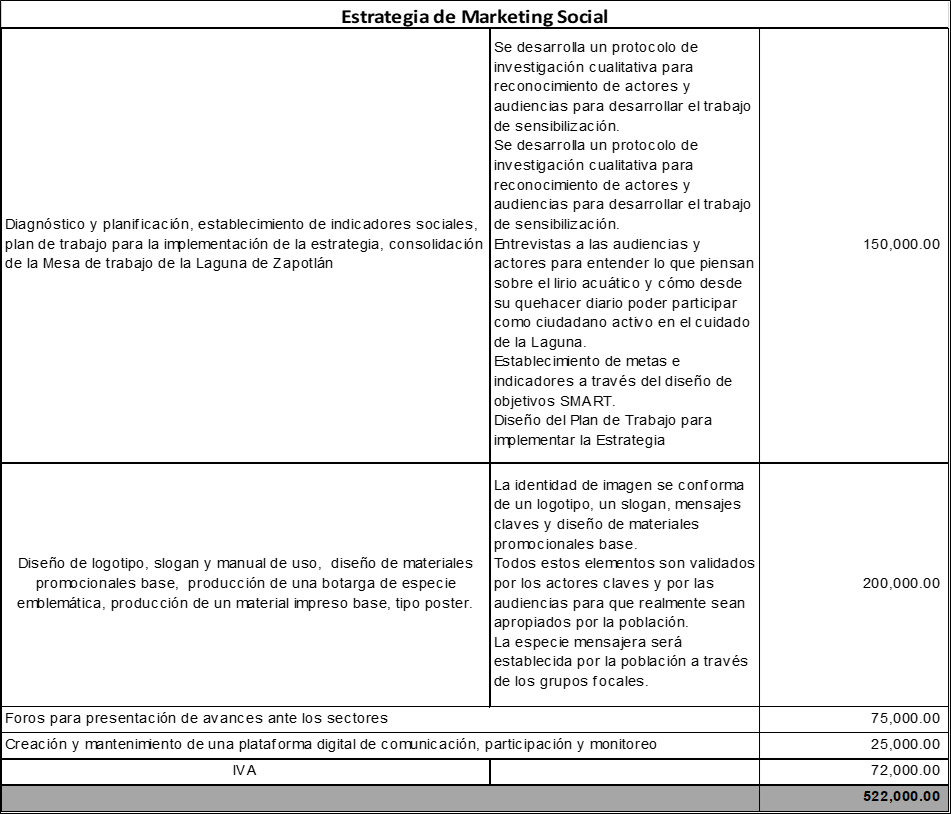 Estrategia de Marketing Social
Diagnóstico y planificación, establecimiento de indicadores sociales,
plan de trabajo para la implementación de la estrategia, consolidación
de la Mesa de trabajo de la Laguna de Zapotlán
Se desarrolla un protocolo de
investigación cualitativa para
reconocimiento de actores y
audiencias para desarrollar el trabajo
de sensibilización.
Se desarrolla un protocolo de
investigación cualitativa para
reconocimiento de actores y
audiencias para desarrollar el trabajo
de sensibilización.
Entrevistas a las audiencias y
actores para entender lo que piensan
sobre el lirio acuático y cómo desde
su quehacer diario poder participar
como ciudadano activo en el cuidado
de la Laguna.
Establecimiento de metas e
indicadores a través del diseño de
objetivos SMART.
Diseño del Plan de Trabajo para
implementar la Estrategia
150,000.00
Diseño de logotipo, slogan y manual de uso, diseño de materiales
promocionales base, producción de una botarga de especie
emblemática, producción de un material impreso base, tipo poster.
La identidad de imagen se conforma
de un logotipo, un slogan, mensajes
claves y diseño de materiales
promocionales base.
Todos estos elementos son validados
por los actores claves y por las
audiencias para que realmente sean
apropiados por la población.
La especie mensajera será
establecida por la población a través
de los grupos focales.
200,000.00
Foros para presentación de avances ante los sectores
75,000.00
Creación y mantenimiento de una plataforma digital de comunicación, participación y monitoreo
25,000.00
IVA
72,000.00
522,000.00